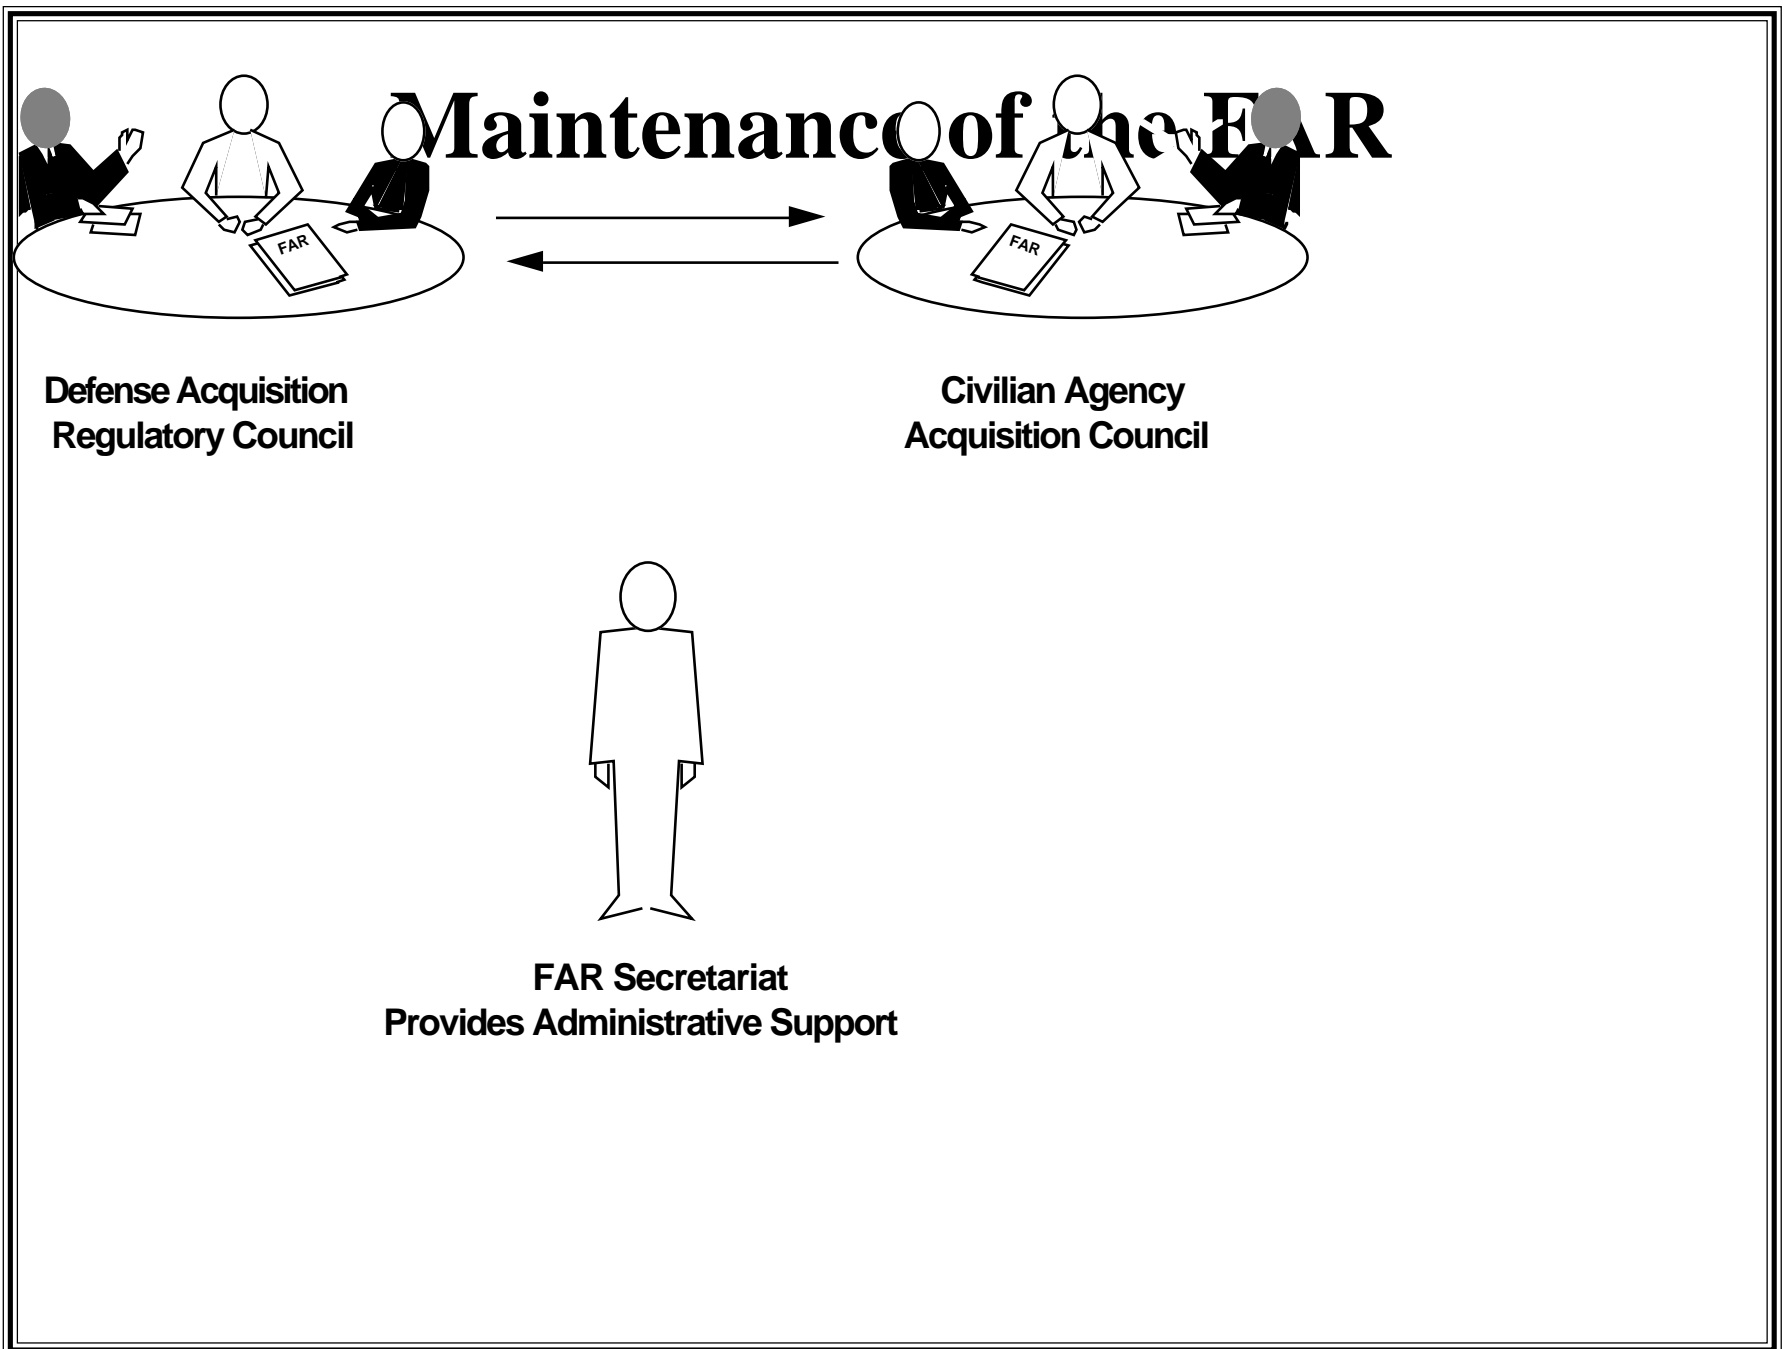 Maintenance of the FAR
FAR
FAR
Defense Acquisition
Regulatory Council
Civilian Agency
Acquisition Council
FAR Secretariat
Provides Administrative Support